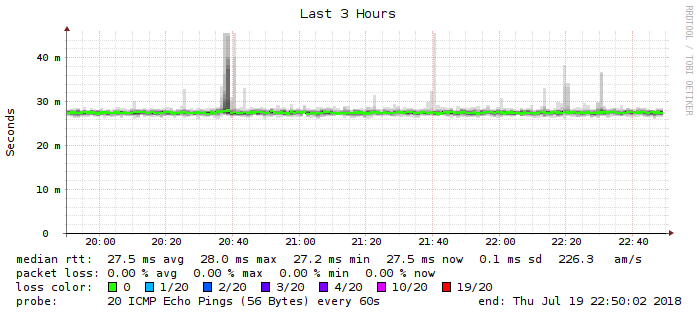 Last 3 Hours
RRDTOOL / TOBI OETIKER
Seconds
40 m
30 m
20 m
10 m
0
20:00 20:20 20:40 21:00 21:20 21:40 22:00 22:20 22:40
median rtt: 27.5 ms avg 28.0 ms max 27.2 ms min 27.5 ms now 0.1 ms sd 226.3 am/s
packet loss: 0.00 % avg 0.00 % max 0.00 % min 0.00 % now
loss color: 0 1/20 2/20 3/20 4/20 10/20 19/20
probe: 20 ICMP Echo Pings (56 Bytes) every 60s end: Thu Jul 19 22:50:02 2018